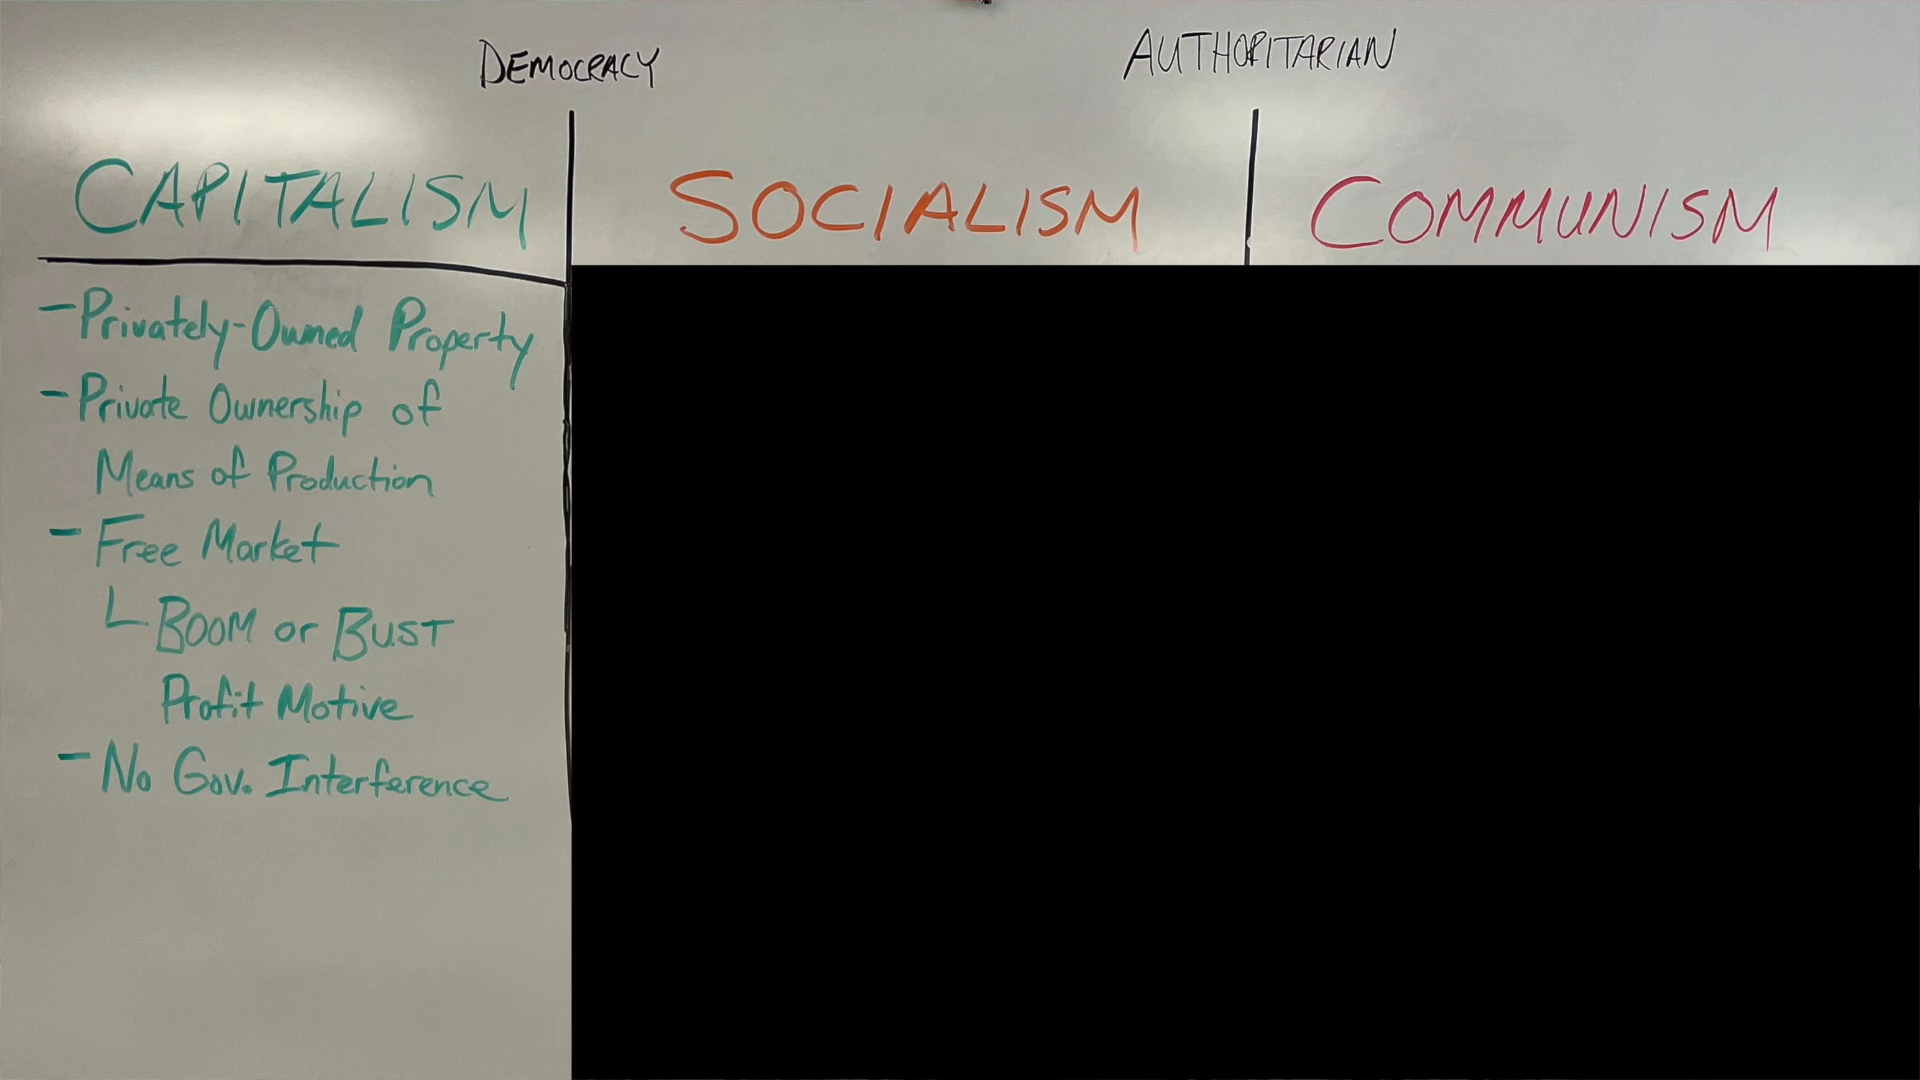 DEMOCRACY
AUTHORITARIAN
CAPITALISM
SOCIALISM
COMMUNISM
- Privately-Owned Property
- Private Ownership of
Means of Production
- Free Market
└ BOOM or BUST
Profit Motive
- No Gov. Interference